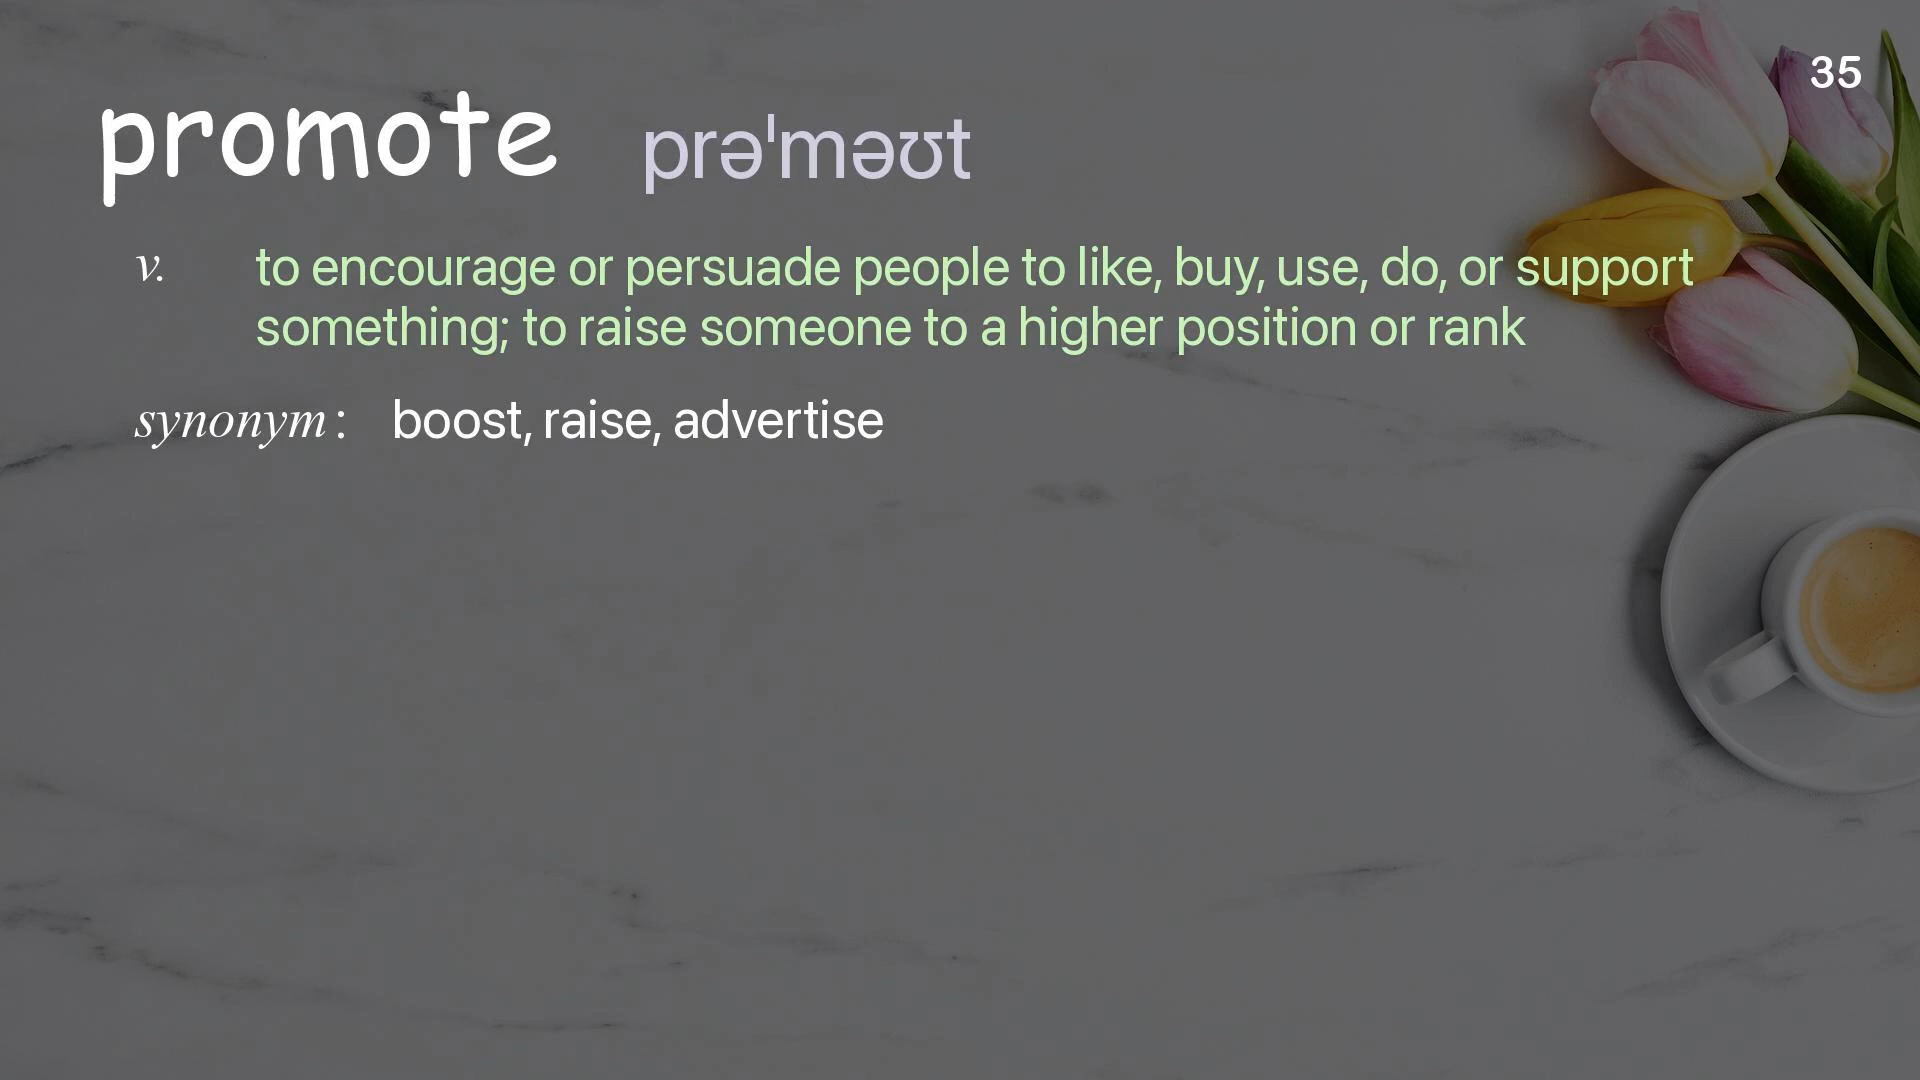 35
promote prəˈməʊt
v. to encourage or persuade people to like, buy, use, do, or support
something; to raise someone to a higher position or rank
synonym : boost, raise, advertise